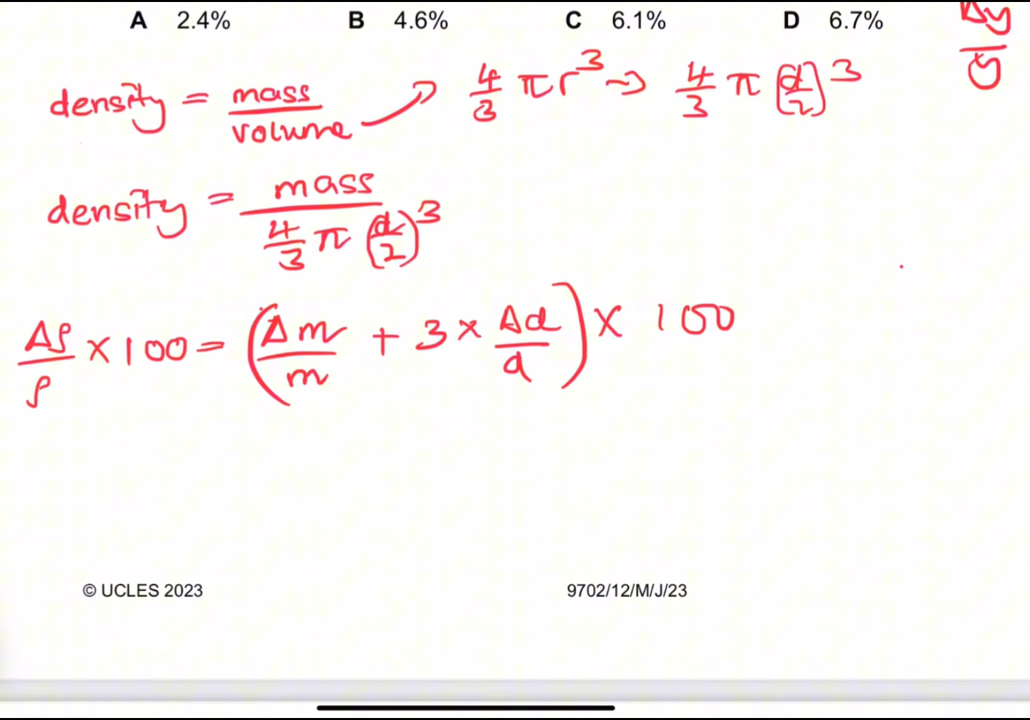 A 2.4% B 4.6% C 6.1% D 6.7%
Δy/y
density = mass/volume → 4/3 πr³ → 4/3 π (d/2)³
density = mass / 4/3 π (d/2)³
Δρ/ρ × 100 = (Δm/m + 3 × Δd/d) × 100
© UCLES 2023 9702/12/M/J/23